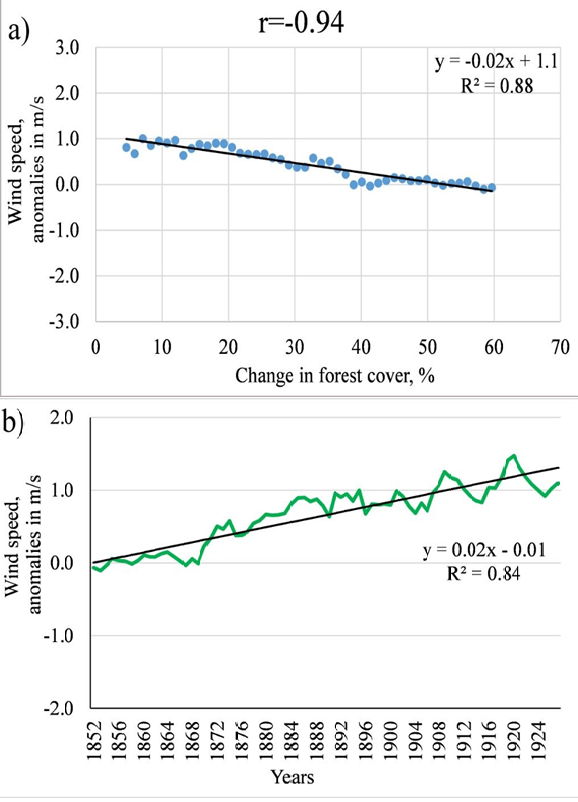 a)
r=-0.94
y = -0.02x + 1.1
R² = 0.88
Wind speed,
anomalies in m/s
3.0
2.0
1.0
0.0
-1.0
-2.0
-3.0
0 10 20 30 40 50 60 70
Change in forest cover, %
b)
Wind speed,
anomalies in m/s
2.0
1.0
0.0
-1.0
-2.0
y = 0.02x - 0.01
R² = 0.84
1852 1856 1860 1864 1868 1872 1876 1880 1884 1888 1892 1896 1900 1904 1908 1912 1916 1920 1924
Years